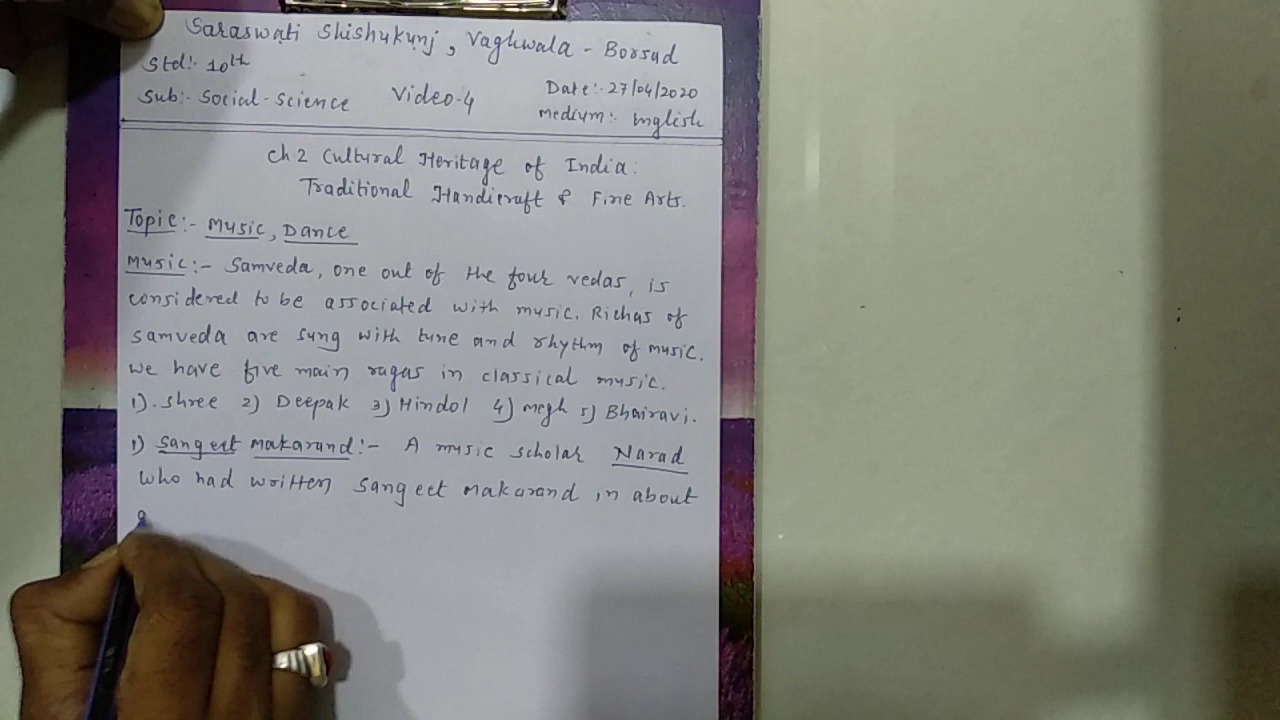 Saraswati Shishukunj, Vaghwala - Borsad
Std:- 10th
Sub:- Social-Science Video-4 Date:- 27/04/2020
Medium:- English
Ch 2 Cultural Heritage of India:
Traditional Handicraft & Fine Arts.
Topic:- Music, Dance
Music:- Samveda, one out of the four vedas, is
considered to be associated with music. Richas of
samveda are sung with tune and rhythm of music.
We have five main ragas in classical music.
1). Shree 2) Deepak 3) Hindol 4) megh 5) Bhairavi.
1) Sangeet Makarand:- A music scholar Narad
who had written Sangeet Makarand in about